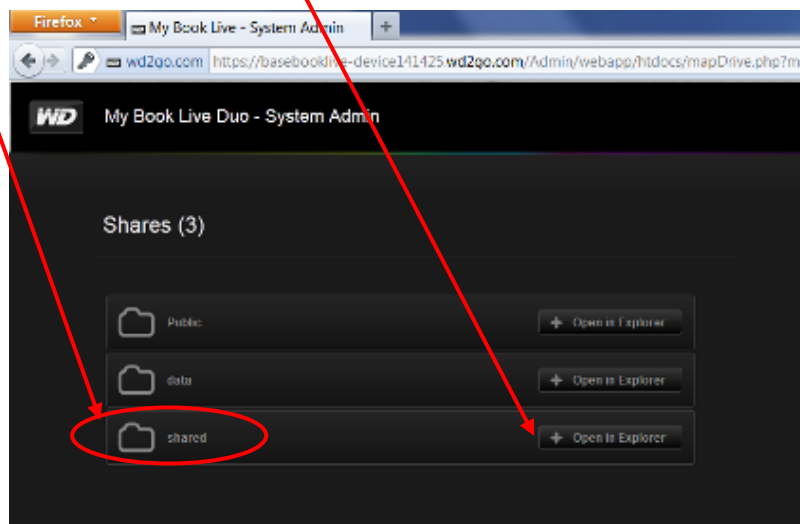 Firefox
My Book Live - System Admin
wd2go.com https://basebooklive-device141425.wd2go.com/Admin/webapp/htdocs/mapDrive.php?m
WD My Book Live Duo - System Admin
Shares (3)
Public + Open in Explorer
data + Open in Explorer
shared + Open in Explorer